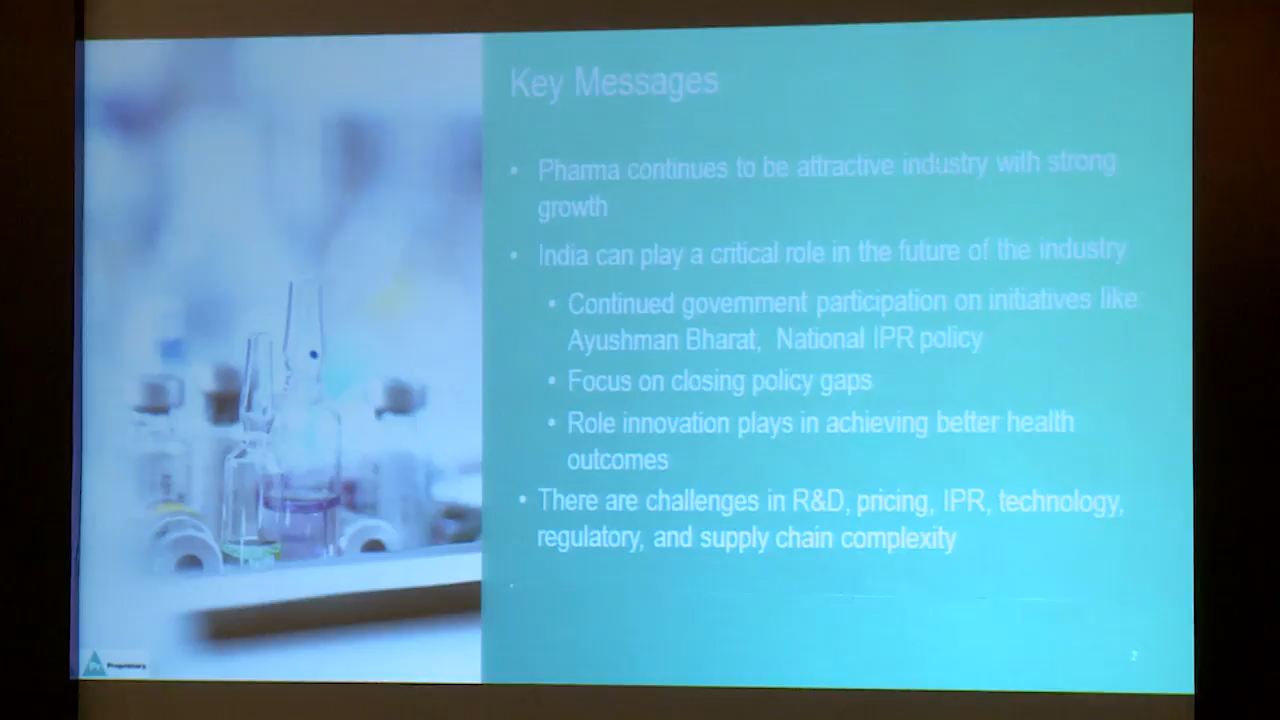 Key Messages
• Pharma continues to be attractive industry with strong
growth
• India can play a critical role in the future of the industry
• Continued government participation on initiatives like
Ayushman Bharat, National IPR policy
• Focus on closing policy gaps
• Role innovation plays in achieving better health
outcomes
• There are challenges in R&D, pricing, IPR, technology,
regulatory, and supply chain complexity
Pr Proprietary
2